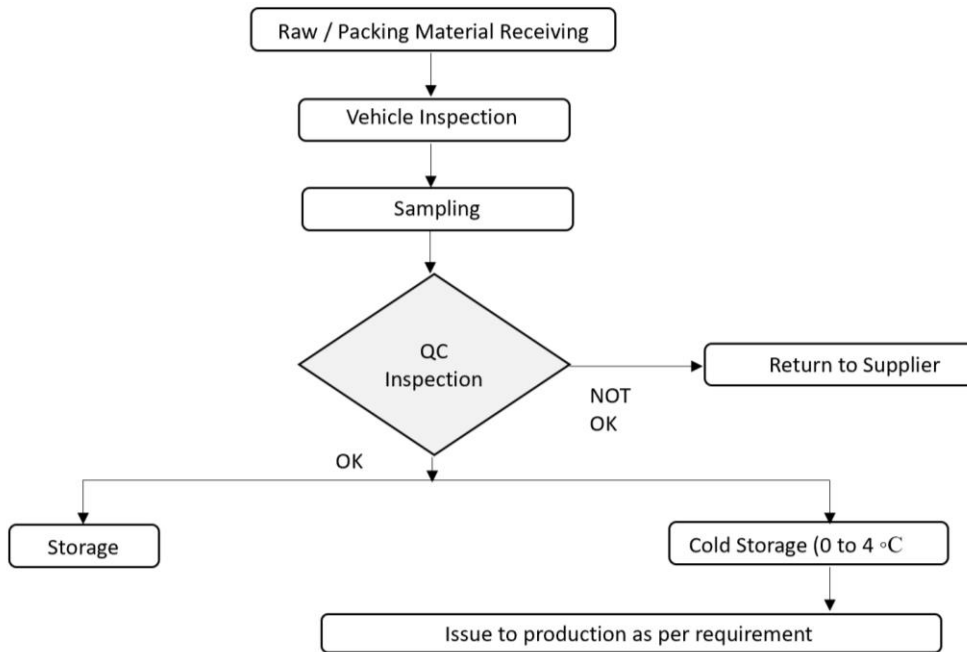 Raw / Packing Material Receiving
Vehicle Inspection
Sampling
QC
Inspection
Return to Supplier
NOT
OK
OK
Storage
Cold Storage (0 to 4 ◦C
Issue to production as per requirement